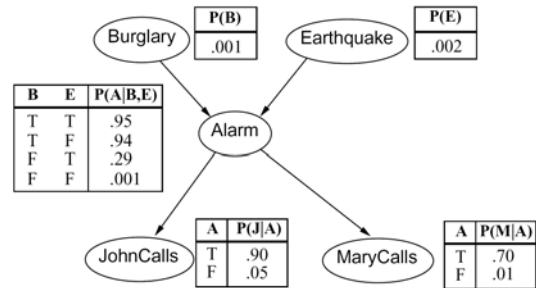 Burglary
P(B)
.001
Earthquake
P(E)
.002
B E P(A|B,E)
T T .95
T F .94
F T .29
F F .001
Alarm
JohnCalls
A P(J|A)
T .90
F .05
MaryCalls
A P(M|A)
T .70
F .01